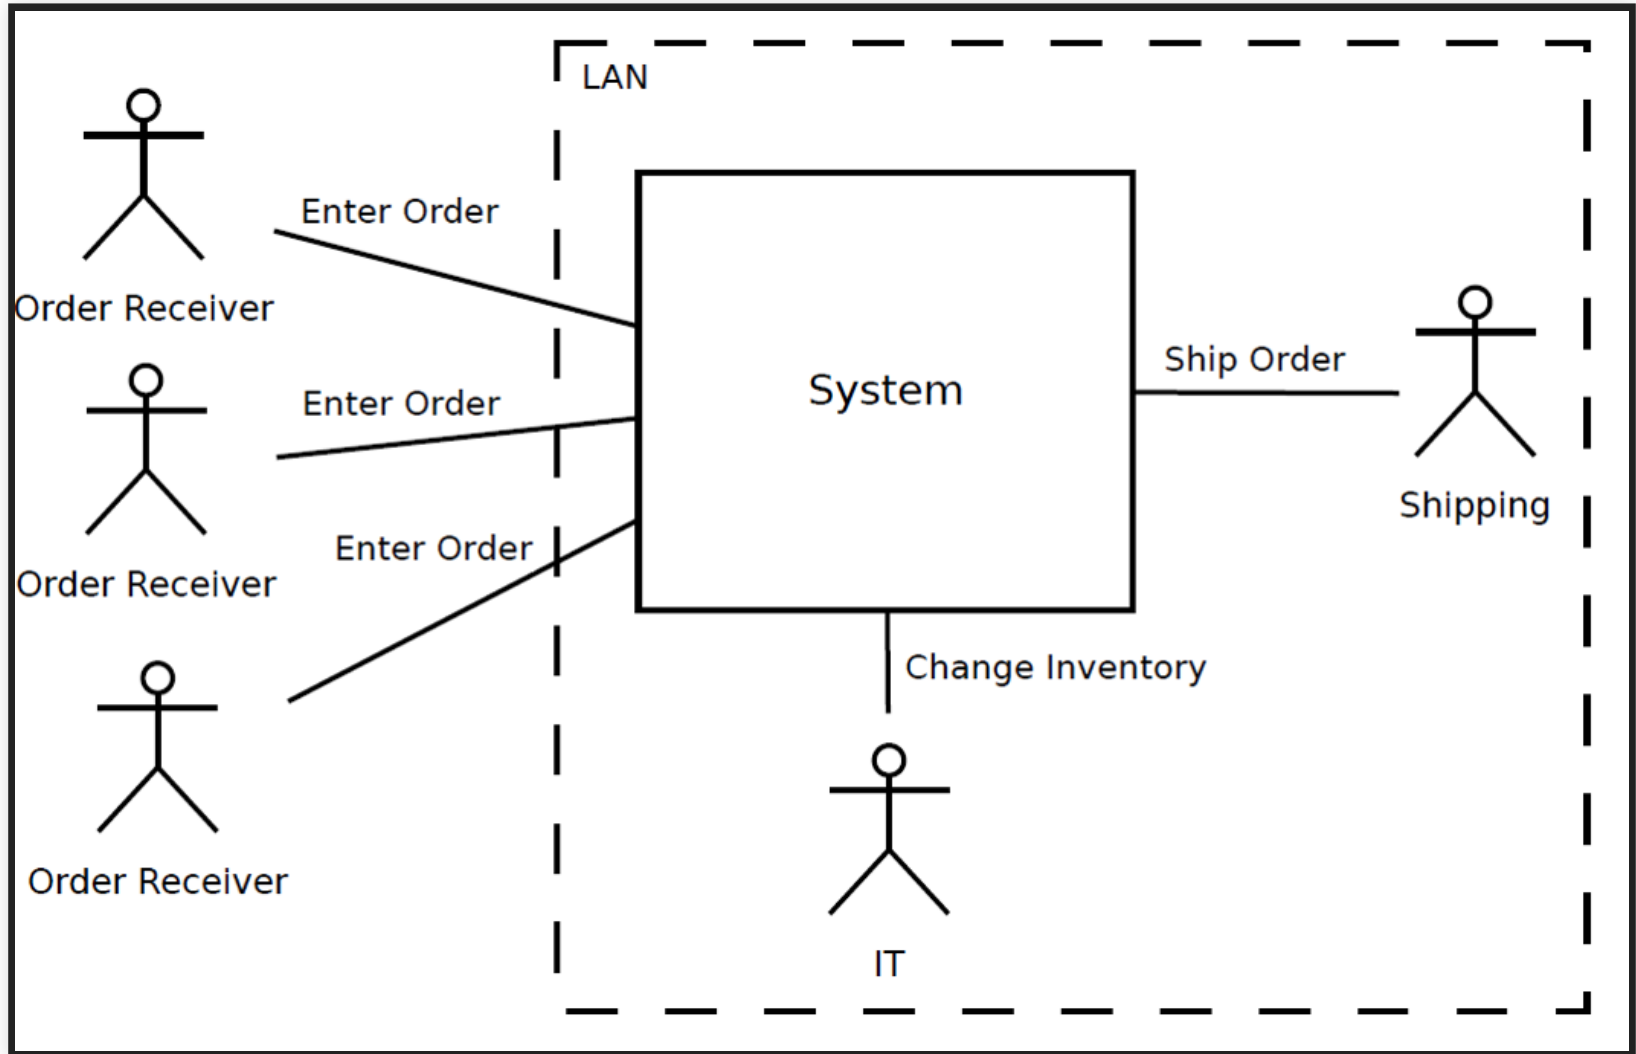 LAN
Enter Order
Order Receiver
Enter Order
Order Receiver
Enter Order
Order Receiver
System
Ship Order
Shipping
Change Inventory
IT